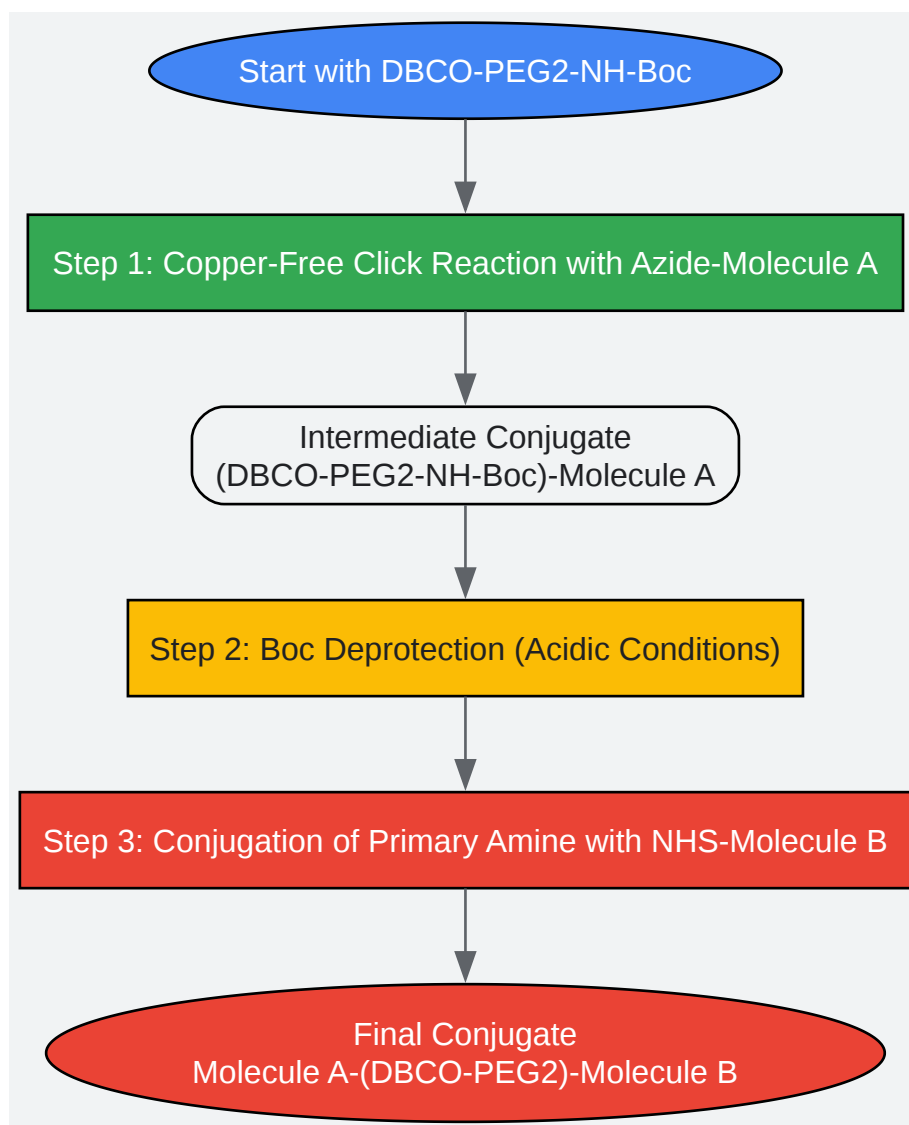 Start with DBCO-PEG2-NH-Boc
Step 1: Copper-Free Click Reaction with Azide-Molecule A
Intermediate Conjugate
(DBCO-PEG2-NH-Boc)-Molecule A
Step 2: Boc Deprotection (Acidic Conditions)
Step 3: Conjugation of Primary Amine with NHS-Molecule B
Final Conjugate
Molecule A-(DBCO-PEG2)-Molecule B